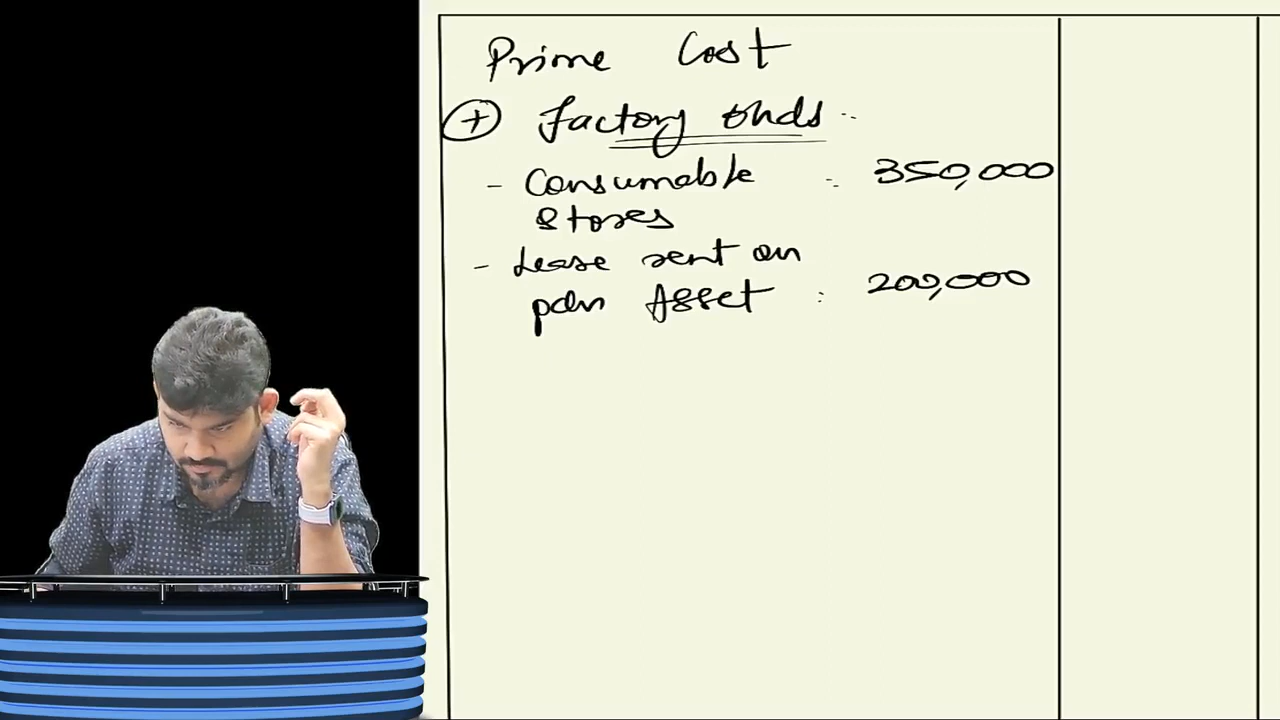 Prime Cost
+ Factory Ohds :-
- Consumable :- 350,000
Stores
- Lease rent on
pdn Asset : 200,000